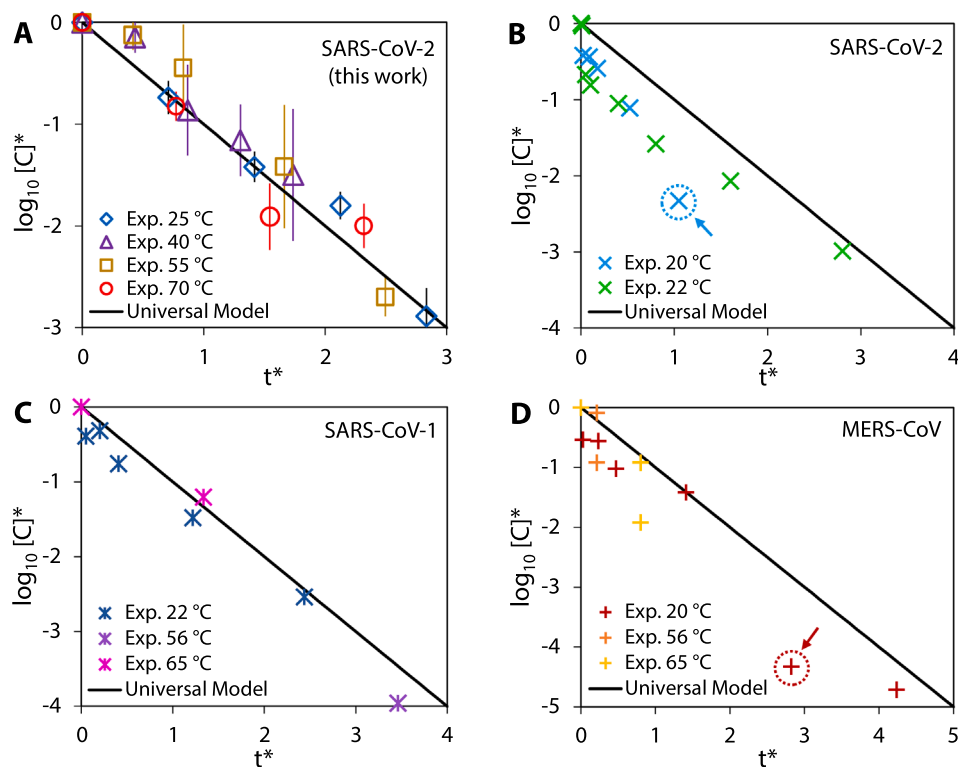 A
SARS-CoV-2
(this work)
0
-1
-2
-3
log10 [C]*
Exp. 25 °C
Exp. 40 °C
Exp. 55 °C
Exp. 70 °C
Universal Model
0 1 2 3
t*
B
SARS-CoV-2
0
-1
-2
-3
-4
log10 [C]*
Exp. 20 °C
Exp. 22 °C
Universal Model
0 1 2 3 4
t*
C
SARS-CoV-1
0
-1
-2
-3
-4
log10 [C]*
Exp. 22 °C
Exp. 56 °C
Exp. 65 °C
Universal Model
0 1 2 3 4
t*
D
MERS-CoV
0
-1
-2
-3
-4
-5
log10 [C]*
Exp. 20 °C
Exp. 56 °C
Exp. 65 °C
Universal Model
0 1 2 3 4 5
t*